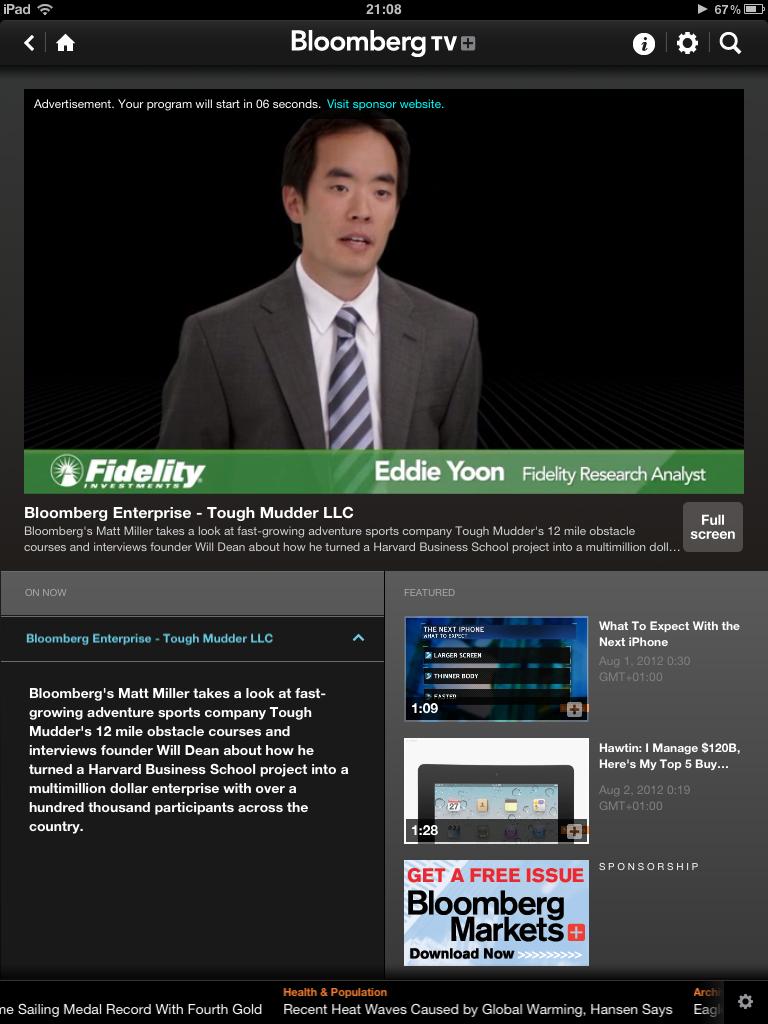 iPad
21:08
67%
Bloomberg TV+
Advertisement. Your program will start in 06 seconds. Visit sponsor website.
Fidelity
INVESTMENTS
Eddie Yoon Fidelity Research Analyst
Bloomberg Enterprise - Tough Mudder LLC
Bloomberg's Matt Miller takes a look at fast-growing adventure sports company Tough Mudder's 12 mile obstacle
courses and interviews founder Will Dean about how he turned a Harvard Business School project into a multimillion doll...
Full
screen
ON NOW
Bloomberg Enterprise - Tough Mudder LLC
Bloomberg's Matt Miller takes a look at fast-
growing adventure sports company Tough
Mudder's 12 mile obstacle courses and
interviews founder Will Dean about how he
turned a Harvard Business School project into a
multimillion dollar enterprise with over a
hundred thousand participants across the
country.
FEATURED
THE NEXT IPHONE
WHAT TO EXPECT
LARGER SCREEN
THINNER BODY
FASTER
1:09
What To Expect With the
Next iPhone
Aug 1, 2012 0:30
GMT+01:00
27
1:28
Hawtin: I Manage $120B,
Here's My Top 5 Buy...
Aug 2, 2012 0:19
GMT+01:00
GET A FREE ISSUE
Bloomberg
Markets+
Download Now >>>>>>>>>
SPONSORSHIP
me Sailing Medal Record With Fourth Gold
Health & Population
Recent Heat Waves Caused by Global Warming, Hansen Says
Archi
Eagl